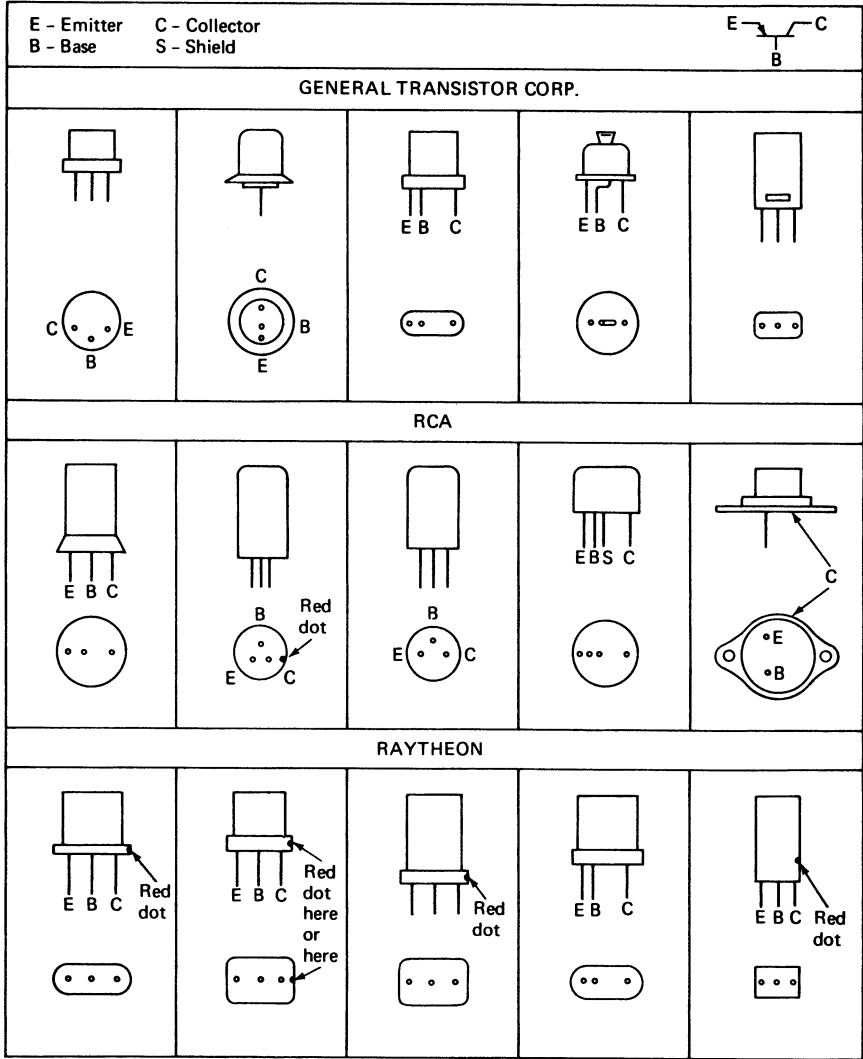 E – Emitter C – Collector
B – Base S – Shield
E C
B
GENERAL TRANSISTOR CORP.
E B C
E B C
C E
B
C
B
E
RCA
E B C
B
Red
dot
E C
B
E C
E B S C
C
E
B
RAYTHEON
E B C
Red
dot
E B C
Red
dot
here
or
here
Red
dot
E B C
E B C
Red
dot